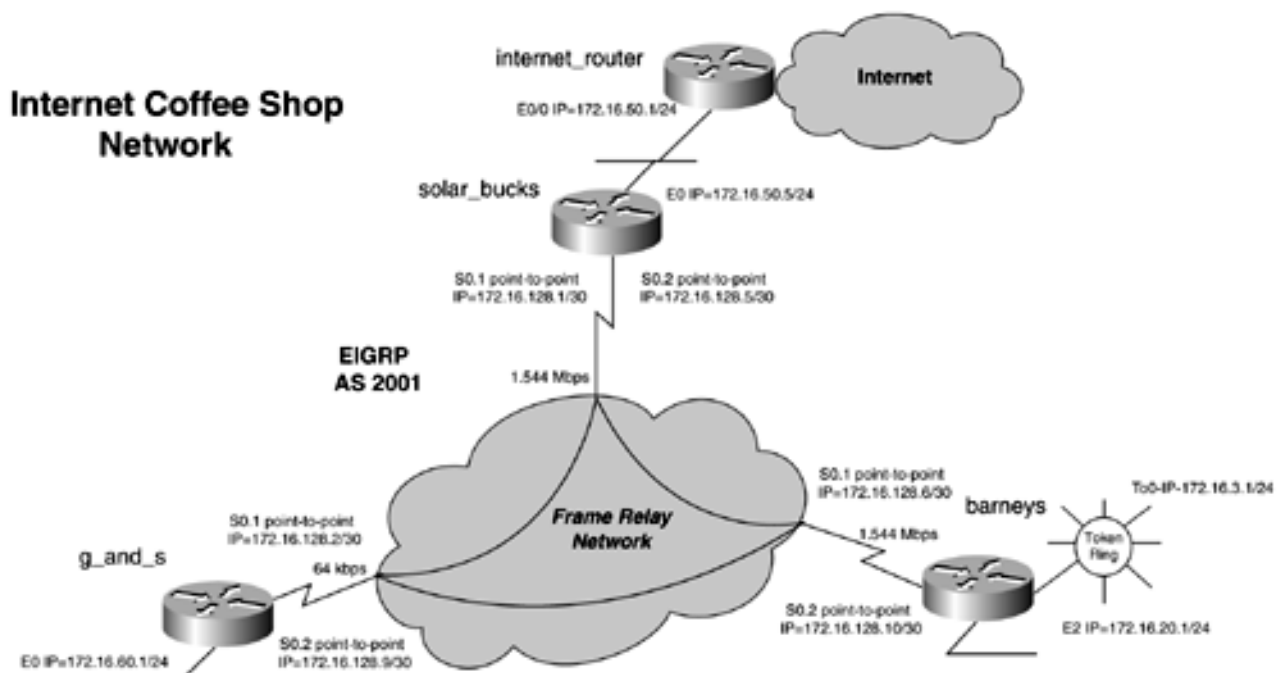 Internet Coffee Shop
Network
internet_router
Internet
E0/0 IP=172.16.50.1/24
solar_bucks
E0 IP=172.16.50.5/24
S0.1 point-to-point
IP=172.16.128.1/30
S0.2 point-to-point
IP=172.16.128.5/30
EIGRP
AS 2001
1.544 Mbps
Frame Relay
Network
S0.1 point-to-point
IP=172.16.128.6/30
barneys
To0-IP-172.16.3.1/24
Token
Ring
1.544 Mbps
S0.1 point-to-point
IP=172.16.128.2/30
g_and_s
64 kbps
S0.2 point-to-point
IP=172.16.128.10/30
E2 IP=172.16.20.1/24
S0.2 point-to-point
IP=172.16.128.9/30
E0 IP=172.16.60.1/24